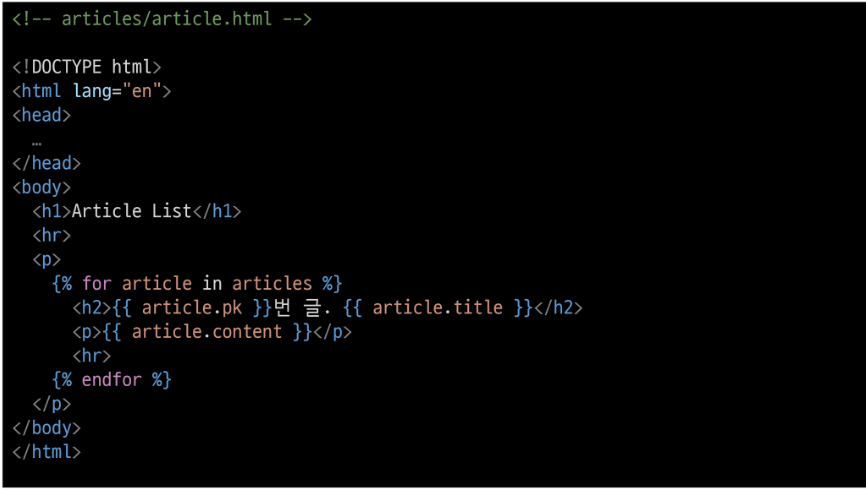 <!-- articles/article.html -->
<!DOCTYPE html>
<html lang="en">
<head>
…
</head>
<body>
<h1>Article List</h1>
<hr>
<p>
{% for article in articles %}
<h2>{{ article.pk }}번 글. {{ article.title }}</h2>
<p>{{ article.content }}</p>
<hr>
{% endfor %}
</p>
</body>
</html>